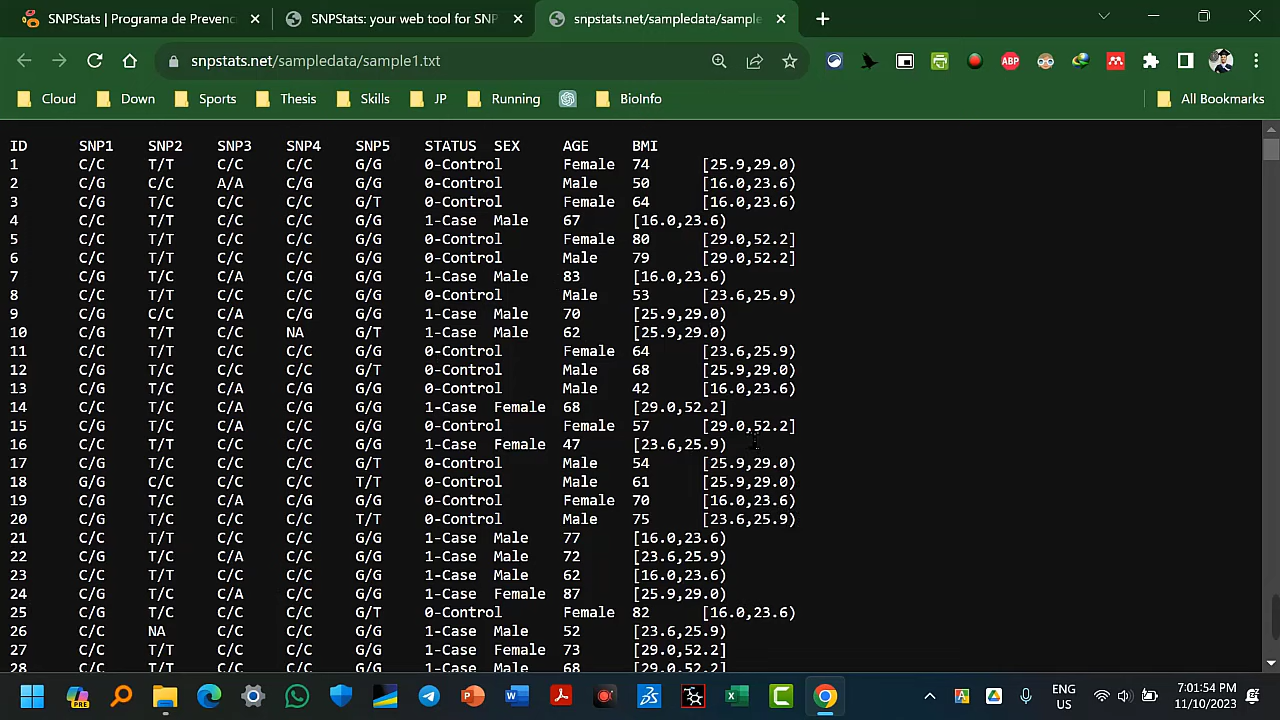 SNPStats | Programa de Prevenci
SNPStats: your web tool for SNP
snpstats.net/sampledata/sample
snpstats.net/sampledata/sample1.txt
ABP
Cloud Down Sports Thesis Skills JP Running BioInfo All Bookmarks
ID SNP1 SNP2 SNP3 SNP4 SNP5 STATUS SEX AGE BMI
1 C/C T/T C/C C/C G/G 0-Control Female 74 [25.9,29.0)
2 C/G C/C A/A C/G G/G 0-Control Male 50 [16.0,23.6)
3 C/G T/C C/C C/C G/T 0-Control Female 64 [16.0,23.6)
4 C/G T/T C/C C/G G/G 1-Case Male 67 [16.0,23.6)
5 C/C T/T C/C C/C G/G 0-Control Female 80 [29.0,52.2]
6 C/C T/T C/C C/C G/G 0-Control Male 79 [29.0,52.2]
7 C/G T/C C/A C/C G/G 1-Case Male 83 [16.0,23.6)
8 C/C T/T C/C C/C G/G 0-Control Male 53 [23.6,25.9)
9 C/G C/C C/A C/G G/G 1-Case Male 70 [25.9,29.0)
10 C/G T/T C/C NA G/T 1-Case Male 62 [25.9,29.0)
11 C/C T/T C/C C/C G/G 0-Control Female 64 [23.6,25.9)
12 C/G T/C C/C C/C G/T 0-Control Male 68 [25.9,29.0)
13 C/G T/C C/A C/G G/G 0-Control Male 42 [16.0,23.6)
14 C/C T/C C/A C/C G/G 1-Case Female 68 [29.0,52.2]
15 C/G T/C C/A C/G G/G 0-Control Female 57 [29.0,52.2]
16 C/C T/T C/C C/C G/G 1-Case Female 47 [23.6,25.9)
17 C/G T/C C/C C/C G/T 0-Control Male 54 [25.9,29.0)
18 G/G C/C C/C C/C T/T 0-Control Male 61 [25.9,29.0)
19 C/G T/C C/A C/G G/G 0-Control Female 70 [16.0,23.6)
20 C/G T/C C/C C/C T/T 0-Control Male 75 [23.6,25.9)
21 C/C T/T C/C C/C G/G 1-Case Male 77 [16.0,23.6)
22 C/G T/C C/A C/C G/G 1-Case Male 72 [23.6,25.9)
23 C/C T/T C/C C/C G/G 1-Case Male 62 [16.0,23.6)
24 C/G T/C C/A C/C G/G 1-Case Female 87 [25.9,29.0)
25 C/G T/C C/C C/C G/T 0-Control Female 82 [16.0,23.6)
26 C/C NA C/C C/C G/G 1-Case Male 52 [23.6,25.9)
27 C/C T/T C/C C/C G/G 1-Case Female 73 [29.0,52.2]
28 C/C T/T C/C C/C G/G 1-Case Male 68 [29.0,52.2]
PRE
ENG
US
7:01:54 PM
11/10/2023